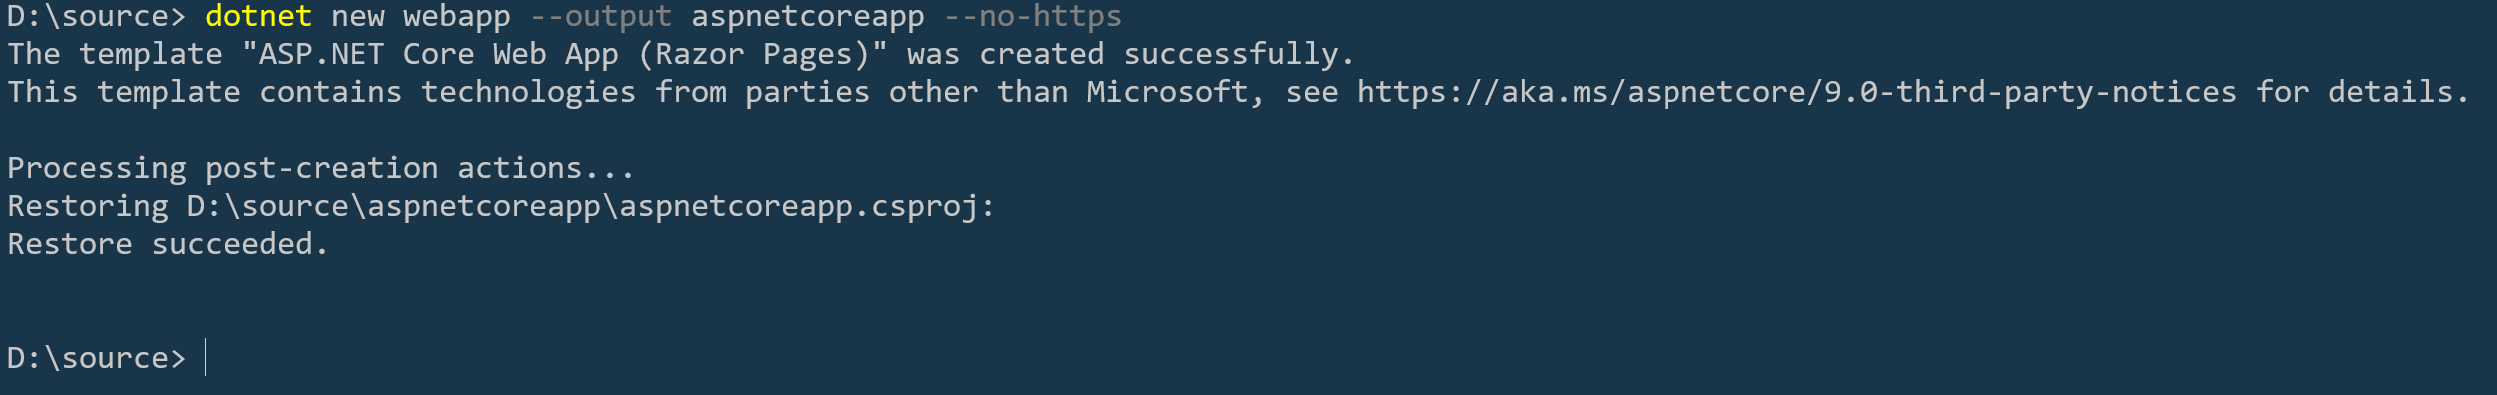 D:\source> dotnet new webapp --output aspnetcoreapp --no-https
The template "ASP.NET Core Web App (Razor Pages)" was created successfully.
This template contains technologies from parties other than Microsoft, see https://aka.ms/aspnetcore/9.0-third-party-notices for details.
Processing post-creation actions...
Restoring D:\source\aspnetcoreapp\aspnetcoreapp.csproj:
Restore succeeded.
D:\source>